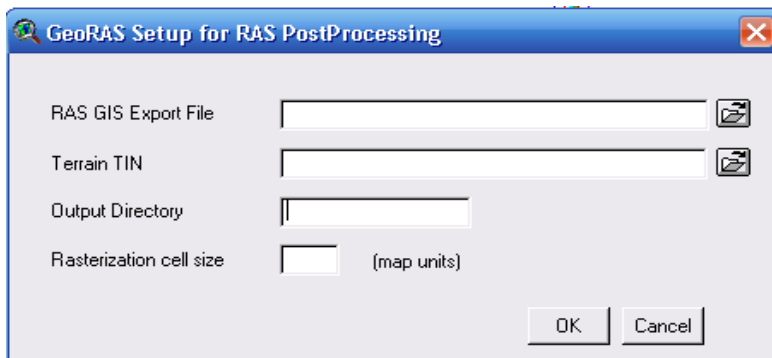 GeoRAS Setup for RAS PostProcessing
RAS GIS Export File
Terrain TIN
Output Directory
Rasterization cell size (map units)
OK Cancel